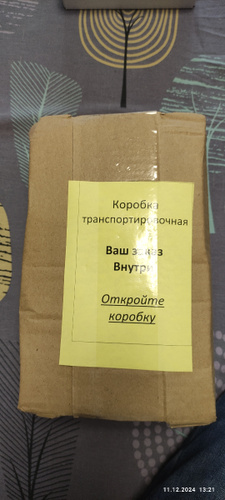 Коробка
транспортировочная
Ваш заказ
Внутри
Откройте
коробку
11.12.2024 13:21